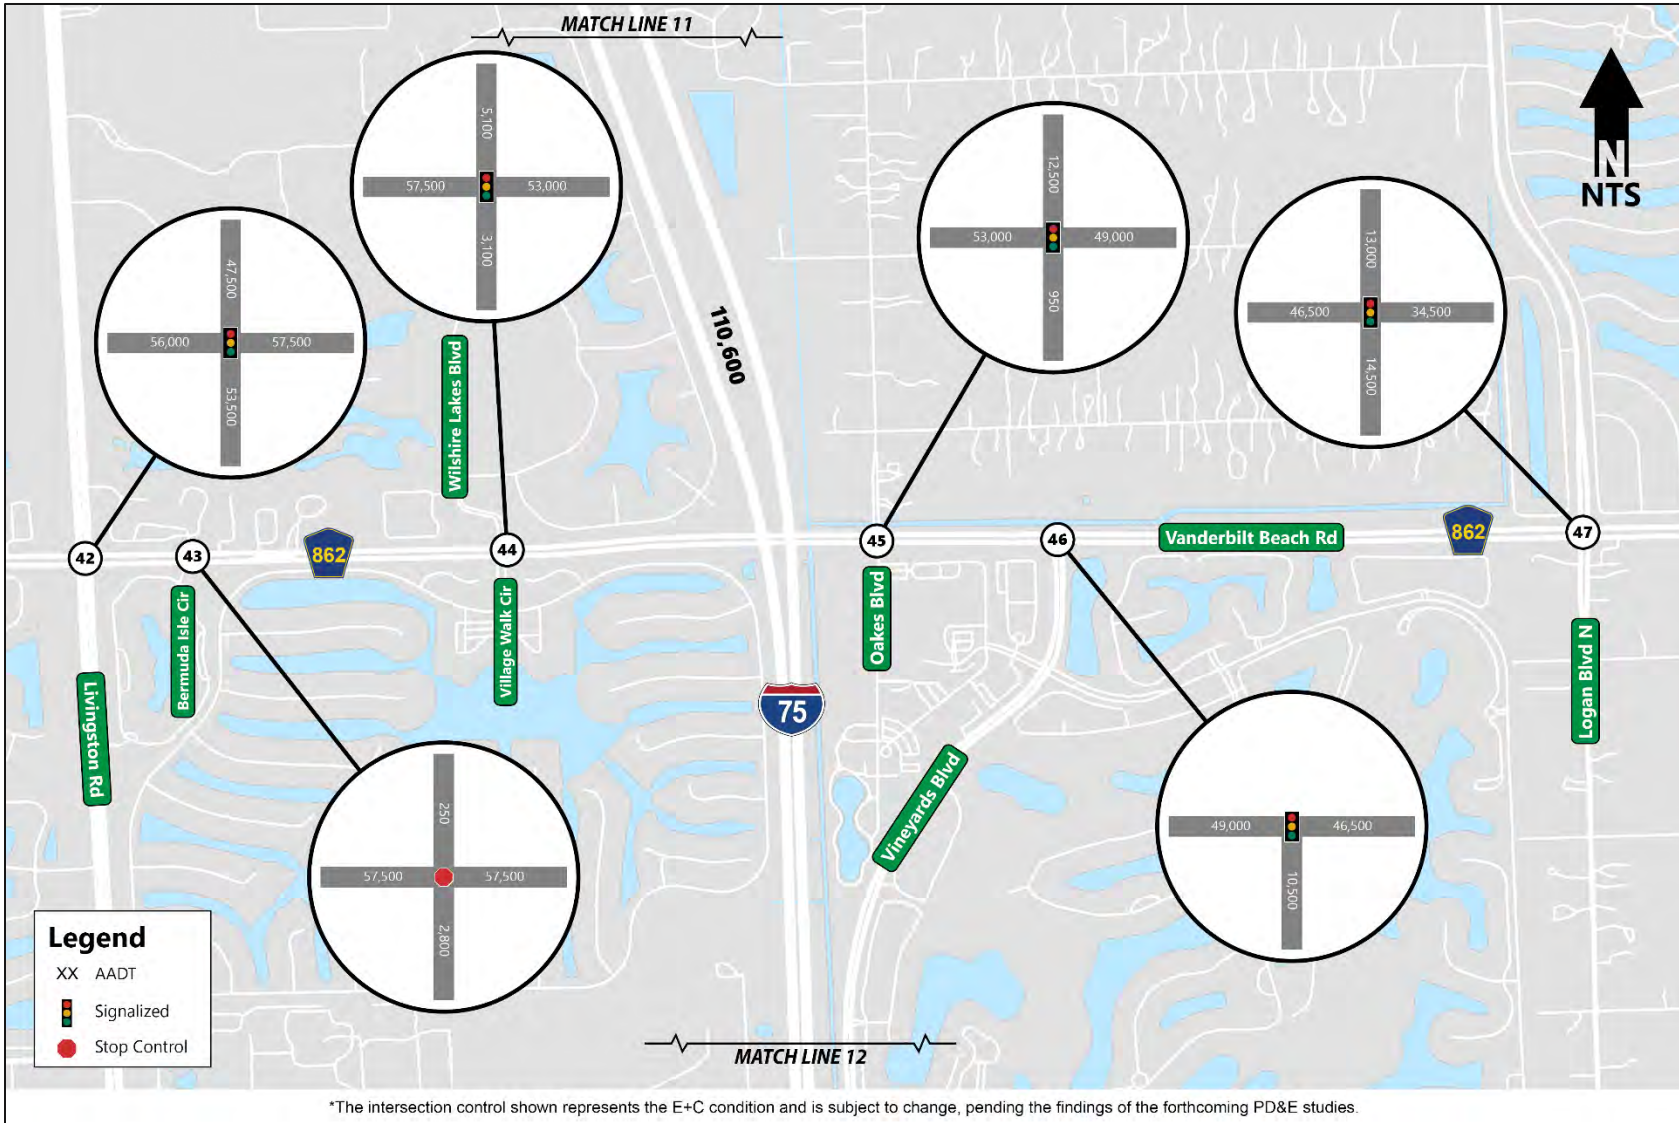 MATCH LINE 11
N
NTS
5,100
57,500
53,000
3,100
12,500
53,000
49,000
950
13,000
46,500
34,500
14,500
47,500
56,000
57,500
53,500
110,600
Wilshire Lakes Blvd
42
43
862
44
45
46
Vanderbilt Beach Rd
862
47
Bermuda Isle Cir
Village Walk Cir
Oakes Blvd
Livingston Rd
75
Vineyards Blvd
Logan Blvd N
250
57,500
57,500
2,800
49,000
46,500
10,500
Legend
XX AADT
Signalized
Stop Control
MATCH LINE 12
*The intersection control shown represents the E+C condition and is subject to change, pending the findings of the forthcoming PD&E studies.